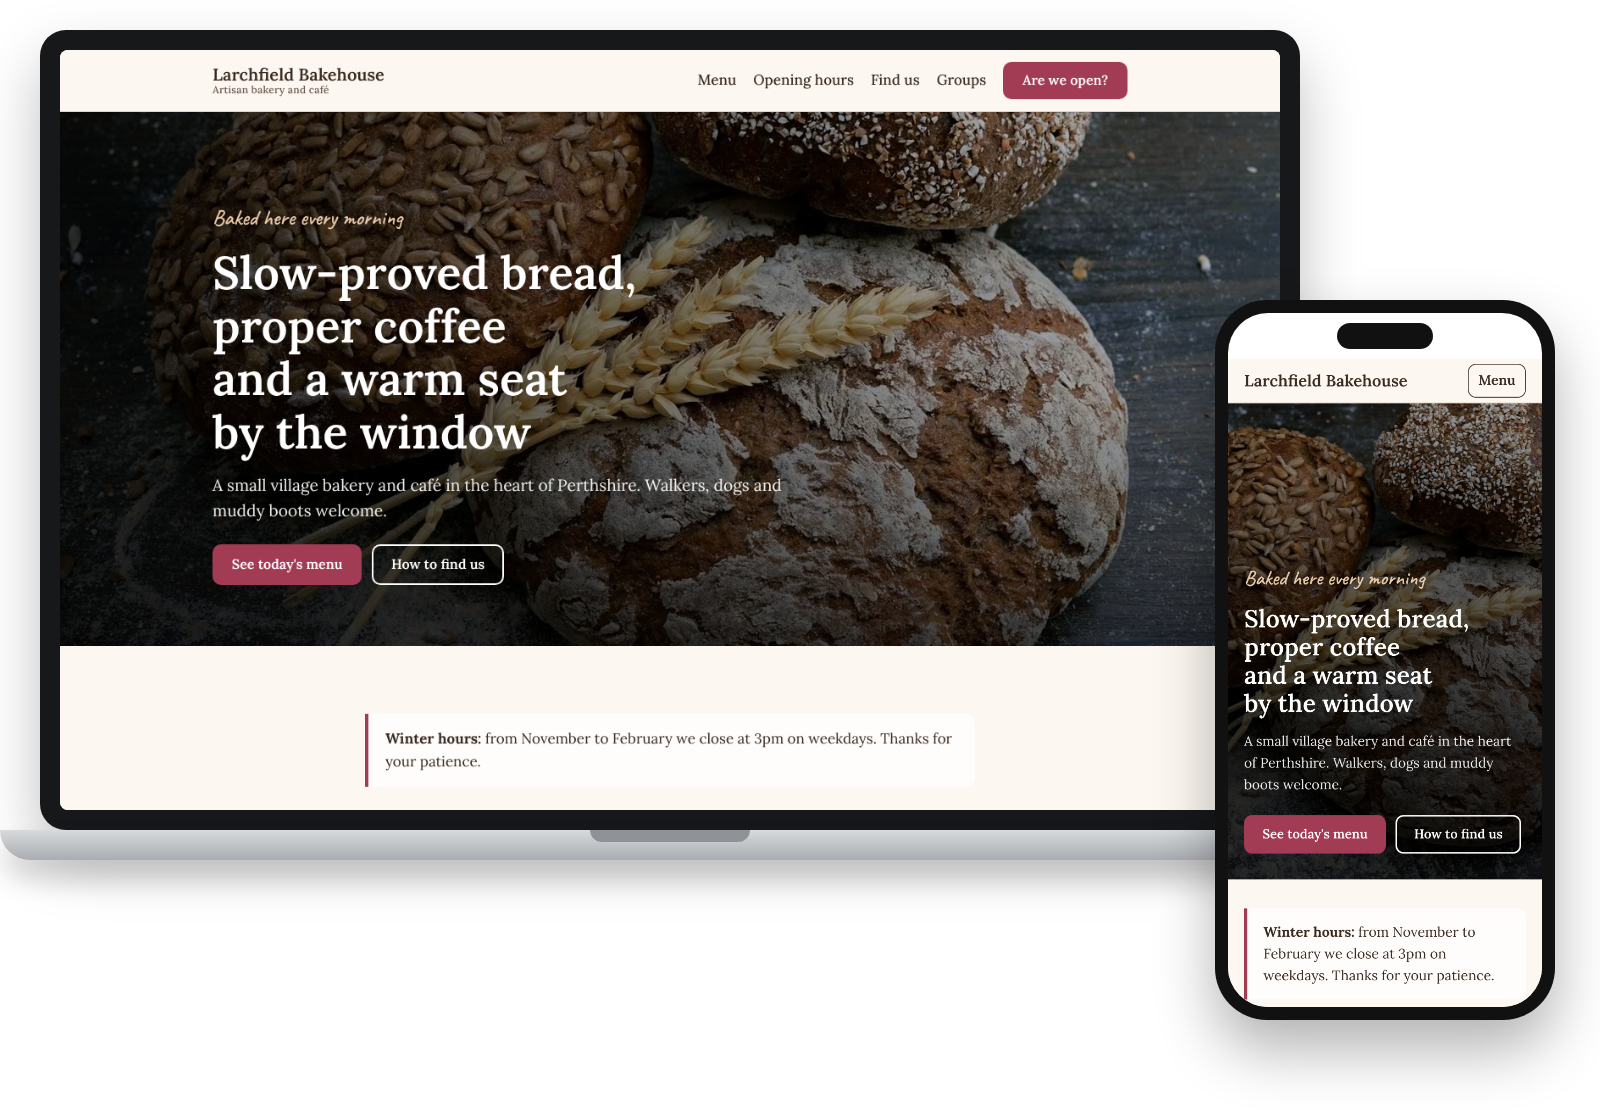 Larchfield Bakehouse
Artisan bakery and café
Menu Opening hours Find us Groups Are we open?
Baked here every morning
Slow-proved bread,
proper coffee
and a warm seat
by the window
A small village bakery and café in the heart of Perthshire. Walkers, dogs and
muddy boots welcome.
See today's menu How to find us
Winter hours: from November to February we close at 3pm on weekdays. Thanks for
your patience.
Larchfield Bakehouse Menu
Baked here every morning
Slow-proved bread,
proper coffee
and a warm seat
by the window
A small village bakery and café in the heart
of Perthshire. Walkers, dogs and muddy
boots welcome.
See today's menu How to find us
Winter hours: from November to
February we close at 3pm on
weekdays. Thanks for your patience.